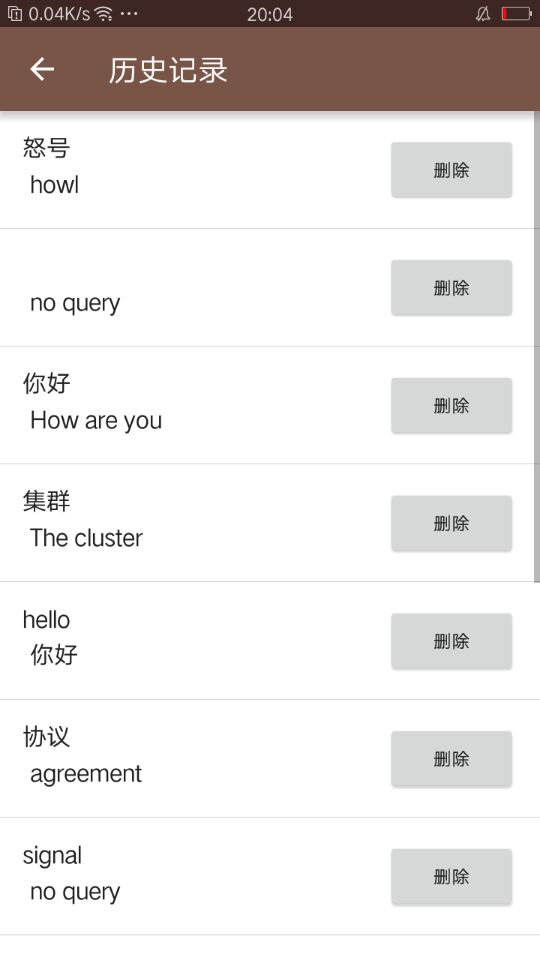 0.04K/s ··· 20:04
历史记录
怒号
howl
删除
no query
删除
你好
How are you
删除
集群
The cluster
删除
hello
你好
删除
协议
agreement
删除
signal
no query
删除